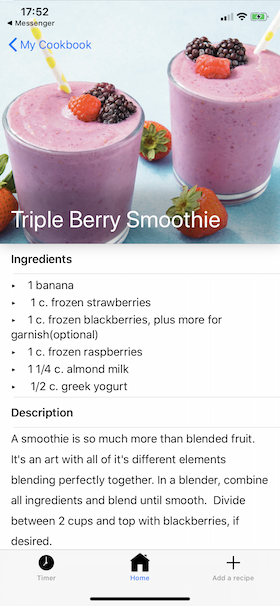 17:52
◀ Messenger
My Cookbook
Triple Berry Smoothie
Ingredients
‣ 1 banana
‣ 1 c. frozen strawberries
‣ 1 c. frozen blackberries, plus more for
garnish(optional)
‣ 1 c. frozen raspberries
‣ 1 1/4 c. almond milk
‣ 1/2 c. greek yogurt
Description
A smoothie is so much more than blended fruit.
It's an art with all of it's different elements
blending perfectly together. In a blender, combine
all ingredients and blend until smooth. Divide
between 2 cups and top with blackberries, if
desired.
Timer
Home
Add a recipe